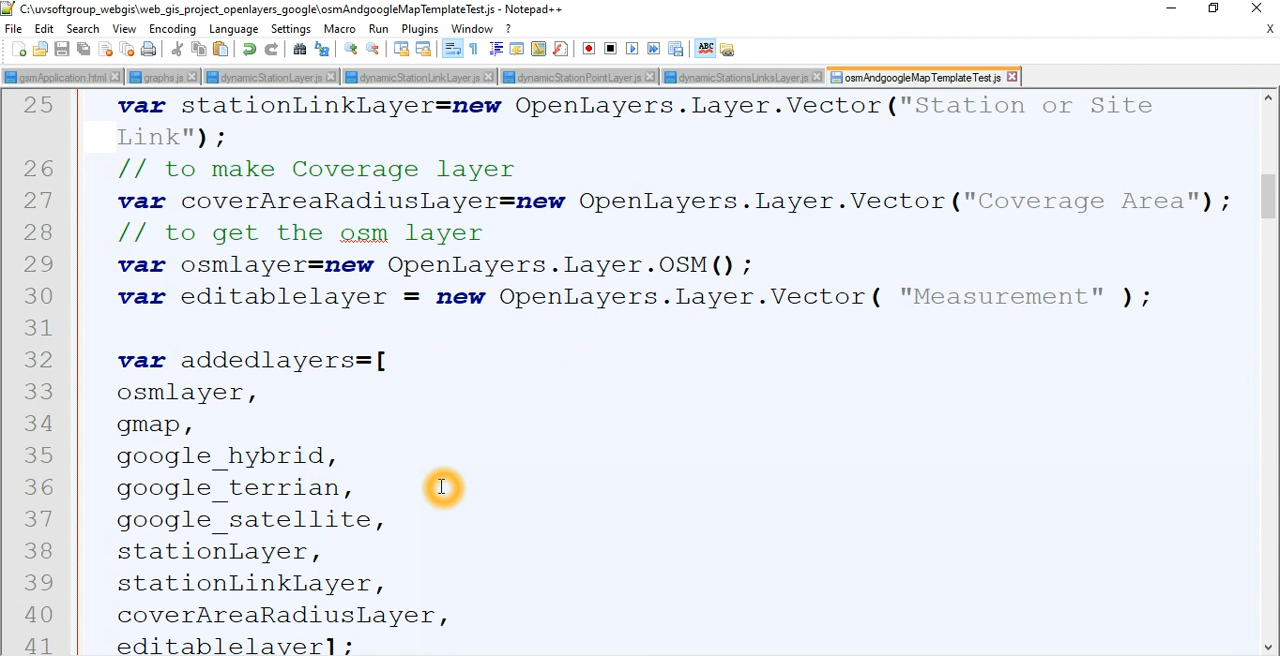 C:\uvsoftgroup_webgis\web_gis_project_openlayers_google\osmAndgoogleMapTemplateTest.js - Notepad++
File Edit Search View Encoding Language Settings Macro Run Plugins Window ? X
gsmApplication.html graphs.js dynamicStationLayer.js dynamicStationLinkLayer.js dynamicStationPointLayer.js dynamicStationsLinksLayer.js osmAndgoogleMapTemplateTest.js
25 var stationLinkLayer=new OpenLayers.Layer.Vector("Station or Site
Link");
26 // to make Coverage layer
27 var coverAreaRadiusLayer=new OpenLayers.Layer.Vector("Coverage Area");
28 // to get the osm layer
29 var osmlayer=new OpenLayers.Layer.OSM();
30 var editablelayer = new OpenLayers.Layer.Vector( "Measurement" );
31
32 var addedlayers=[
33 osmlayer,
34 gmap,
35 google_hybrid,
36 google_terrian,
37 google_satellite,
38 stationLayer,
39 stationLinkLayer,
40 coverAreaRadiusLayer,
41 editablelayer];